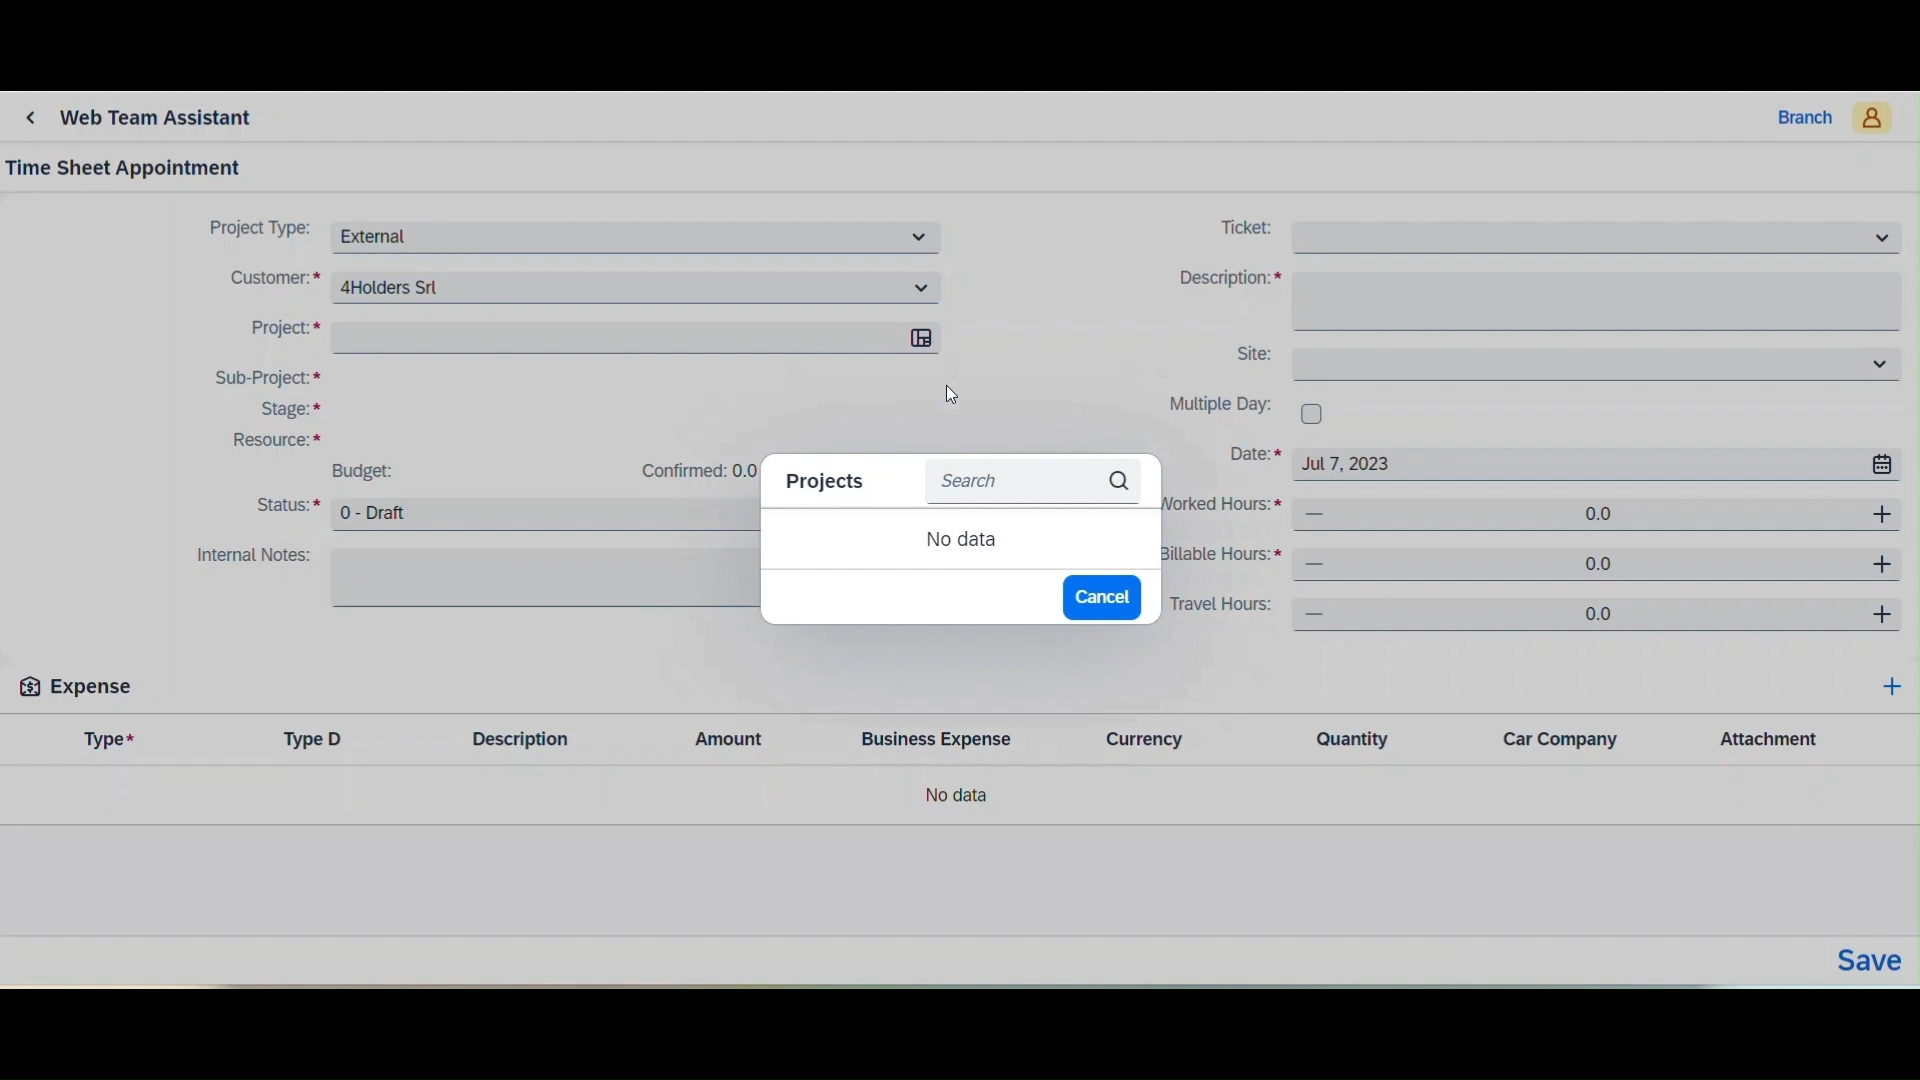 Web Team Assistant
Branch
Time Sheet Appointment
Project Type:
External
Customer:*
4Holders Srl
Project:*
Sub-Project:*
Stage:*
Resource:*
Budget:
Confirmed: 0.0
Status:*
0 - Draft
Internal Notes:
Ticket:
Description:*
Site:
Multiple Day:
Date:*
Jul 7, 2023
Worked Hours:*
0.0
Billable Hours:*
0.0
Travel Hours:
0.0
Projects
Search
No data
Cancel
Expense
Type* Type D Description Amount Business Expense Currency Quantity Car Company Attachment
No data
Save